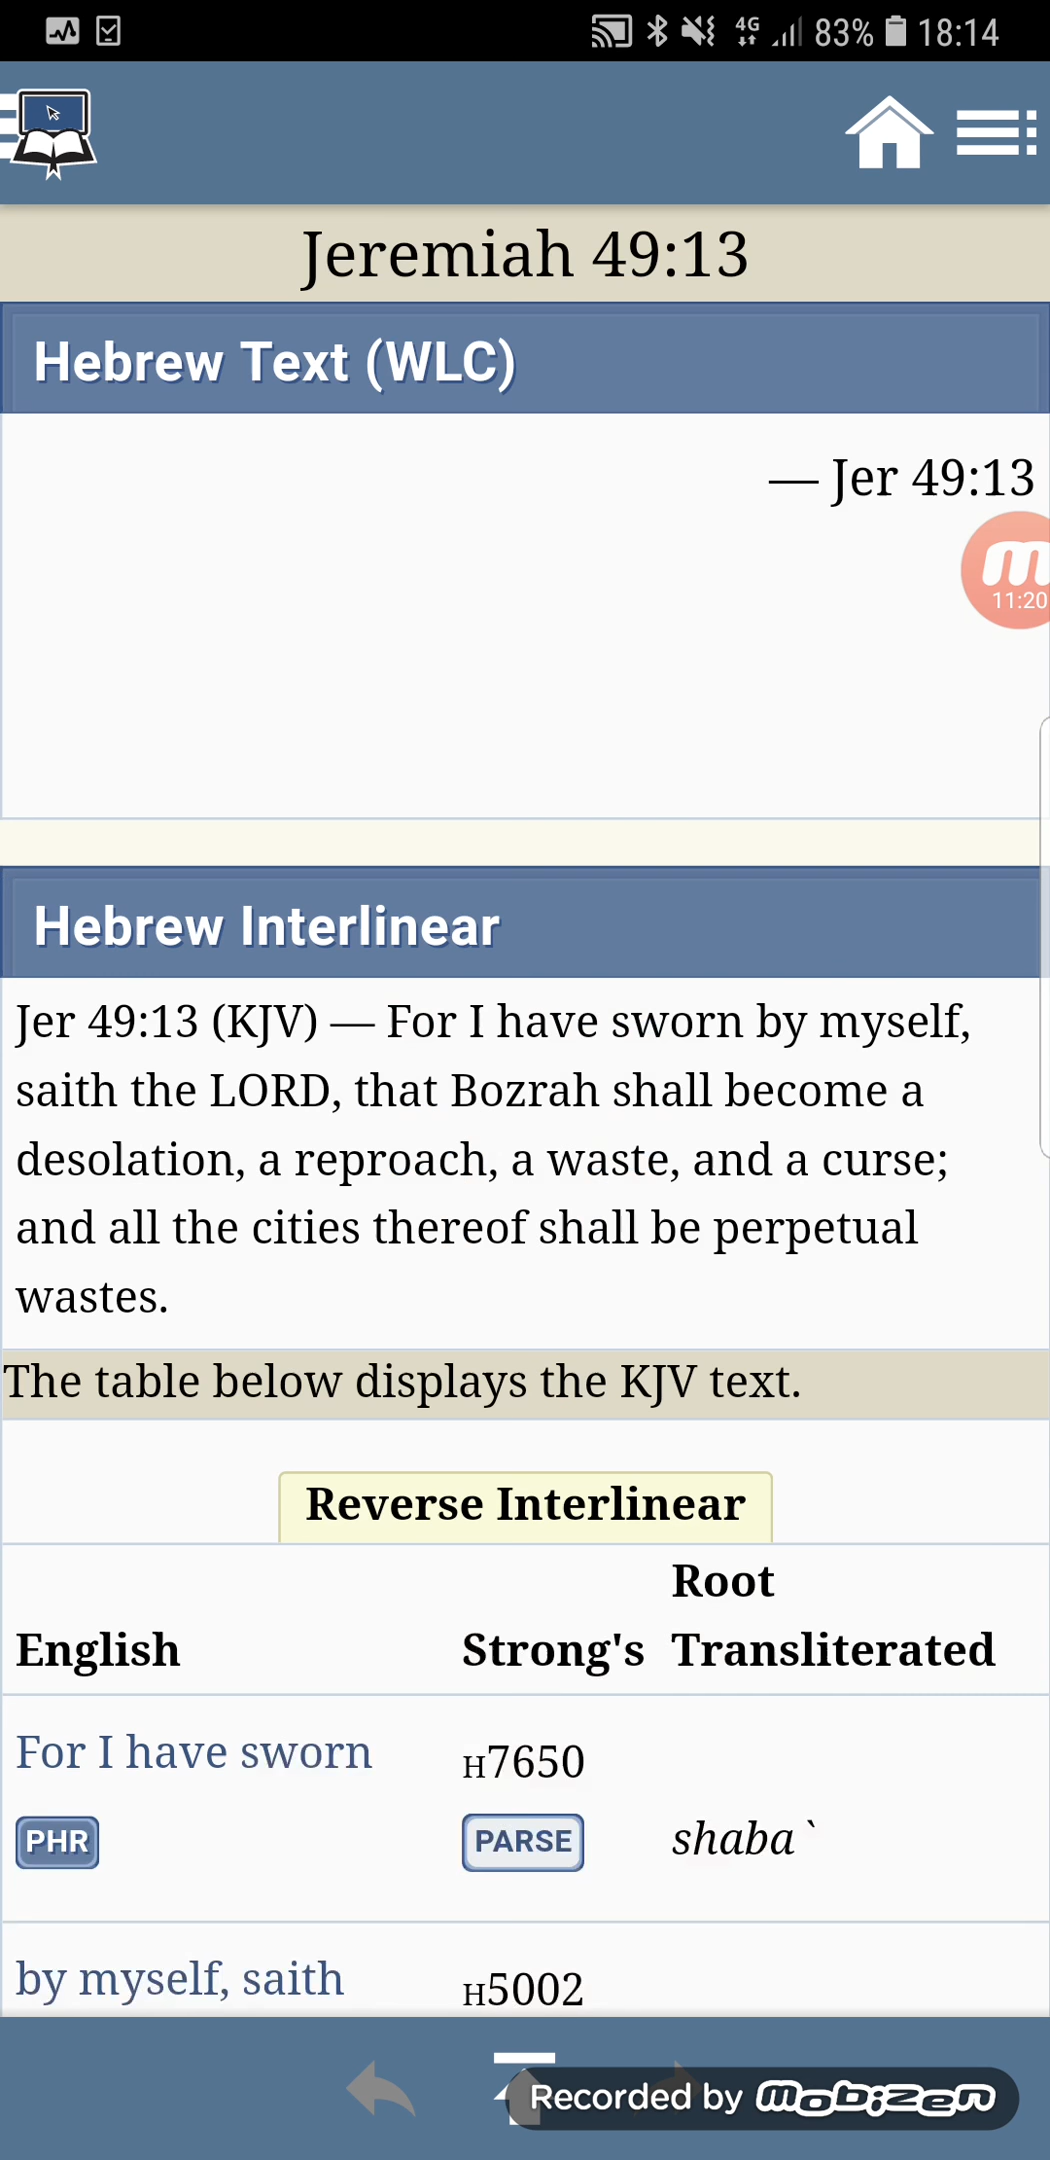 4G 83% 18:14
Jeremiah 49:13
Hebrew Text (WLC)
— Jer 49:13
m
11:20
Hebrew Interlinear
Jer 49:13 (KJV) — For I have sworn by myself,
saith the LORD, that Bozrah shall become a
desolation, a reproach, a waste, and a curse;
and all the cities thereof shall be perpetual
wastes.
The table below displays the KJV text.
Reverse Interlinear
English Strong's Root Transliterated
For I have sworn H7650
PHR PARSE shaba`
by myself, saith H5002
Recorded by mobizen